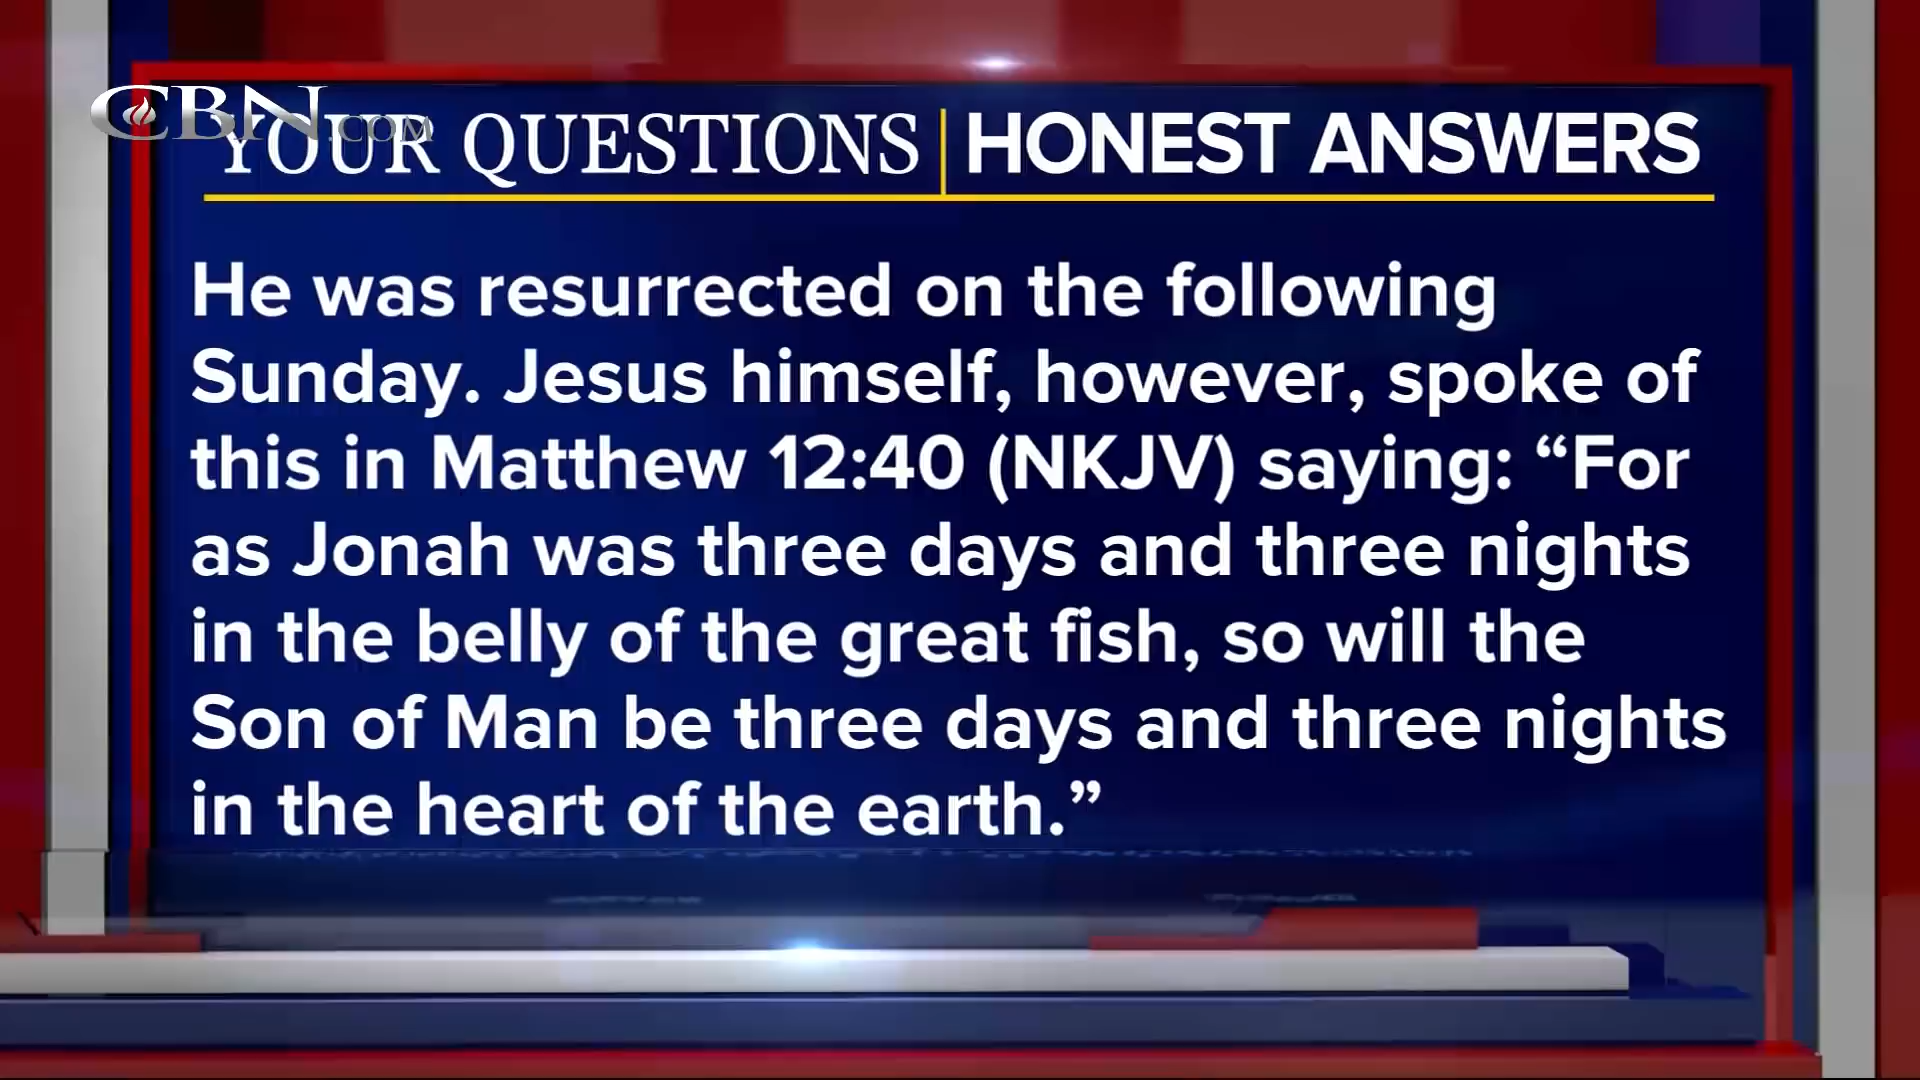 CBN.COM
YOUR QUESTIONS | HONEST ANSWERS
He was resurrected on the following
Sunday. Jesus himself, however, spoke of
this in Matthew 12:40 (NKJV) saying: “For
as Jonah was three days and three nights
in the belly of the great fish, so will the
Son of Man be three days and three nights
in the heart of the earth.”